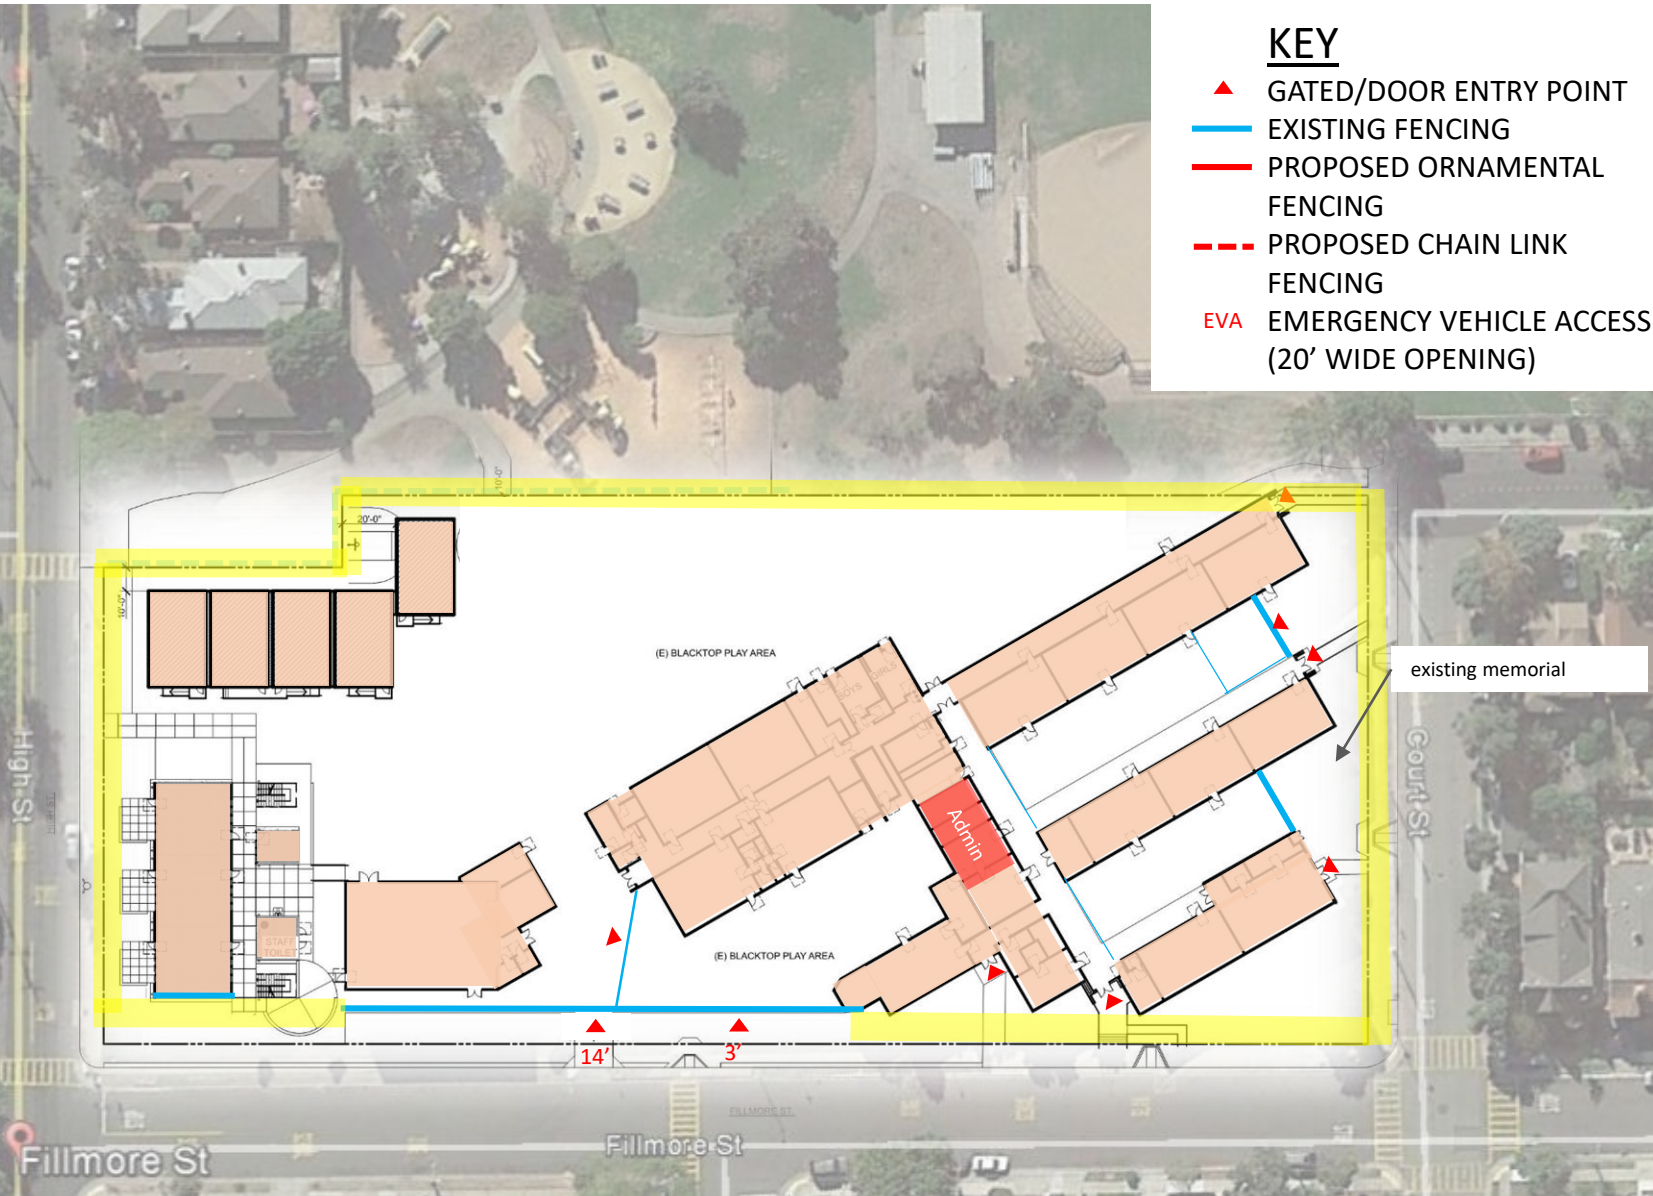 KEY
GATED/DOOR ENTRY POINT
EXISTING FENCING
PROPOSED ORNAMENTAL
FENCING
PROPOSED CHAIN LINK
FENCING
EVA EMERGENCY VEHICLE ACCESS
(20’ WIDE OPENING)
10'-0"
20'-0"
10'-0"
(E) BLACKTOP PLAY AREA
BOYS
GIRLS
existing memorial
High St
HIGH ST.
Court St
Admin
STAFF
TOILET
(E) BLACKTOP PLAY AREA
14’
3’
FILLMORE ST.
Fillmore St
Fillmore St